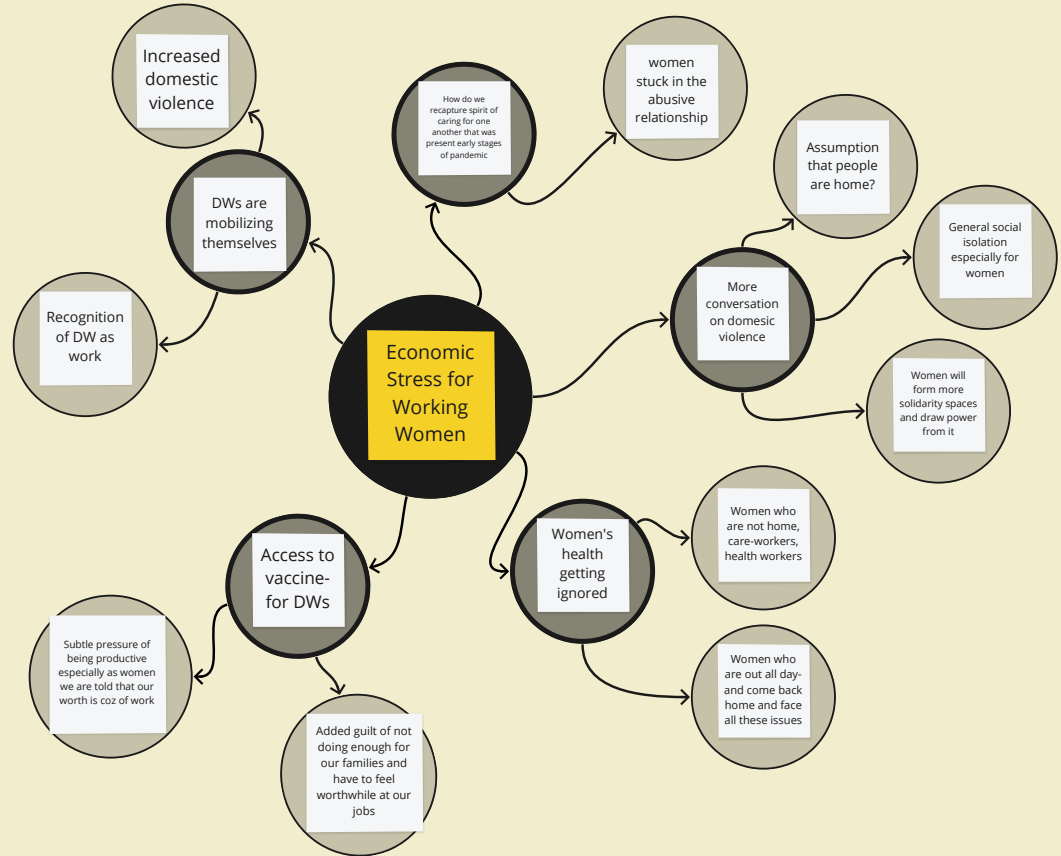 Increased
domestic
violence
How do we
recapture spirit of
caring for one
another that was
present early stages
of pandemic
women
stuck in the
abusive
relationship
Assumption
that people
are home?
DWs are
mobilizing
themselves
General social
isolation
especially for
women
More
conversation
on domesic
violence
Recognition
of DW as
work
Economic
Stress for
Working
Women
Women will
form more
solidarity spaces
and draw power
from it
Women who
are not home,
care-workers,
health workers
Women's
health
getting
ignored
Access to
vaccine-
for DWs
Subtle pressure of
being productive
especially as women
we are told that our
worth is coz of work
Women who
are out all day-
and come back
home and face
all these issues
Added guilt of not
doing enough for
our families and
have to feel
worthwhile at our
jobs